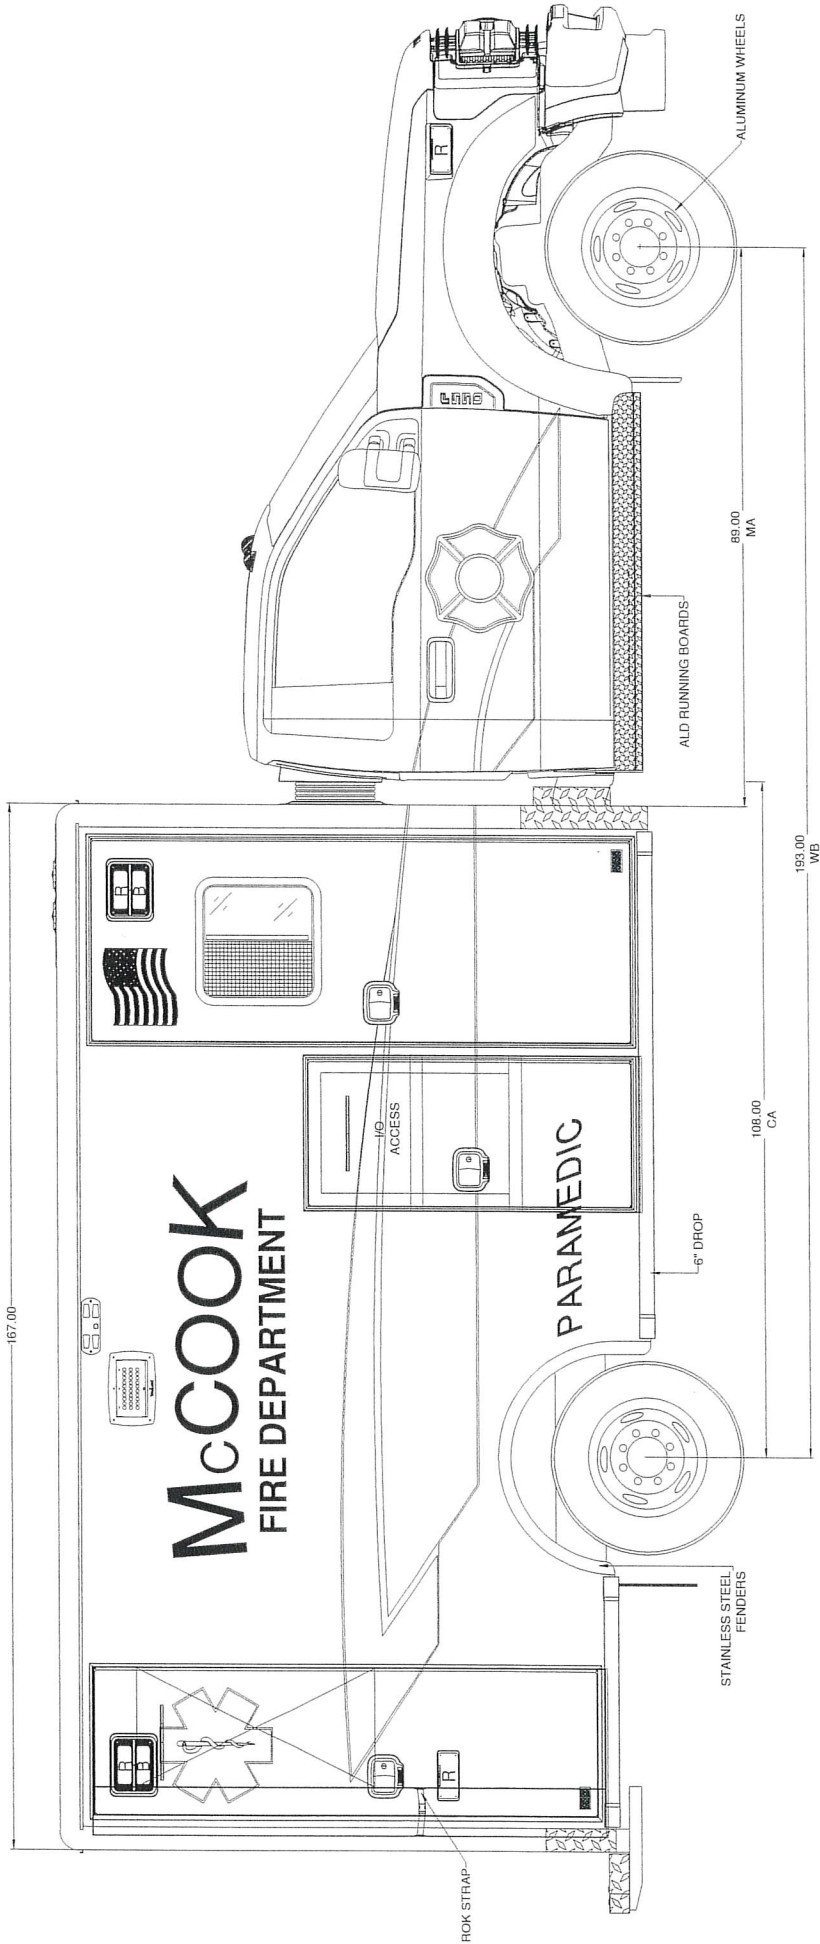 167.00
R
B
R
B
McCOOK
FIRE DEPARTMENT
I/O
ACCESS
PARAMEDIC
R
R
F550
ROK STRAP
STAINLESS STEEL
FENDERS
6" DROP
ALD RUNNING BOARDS
ALUMINUM WHEELS
89.00
MA
108.00
CA
193.00
WB